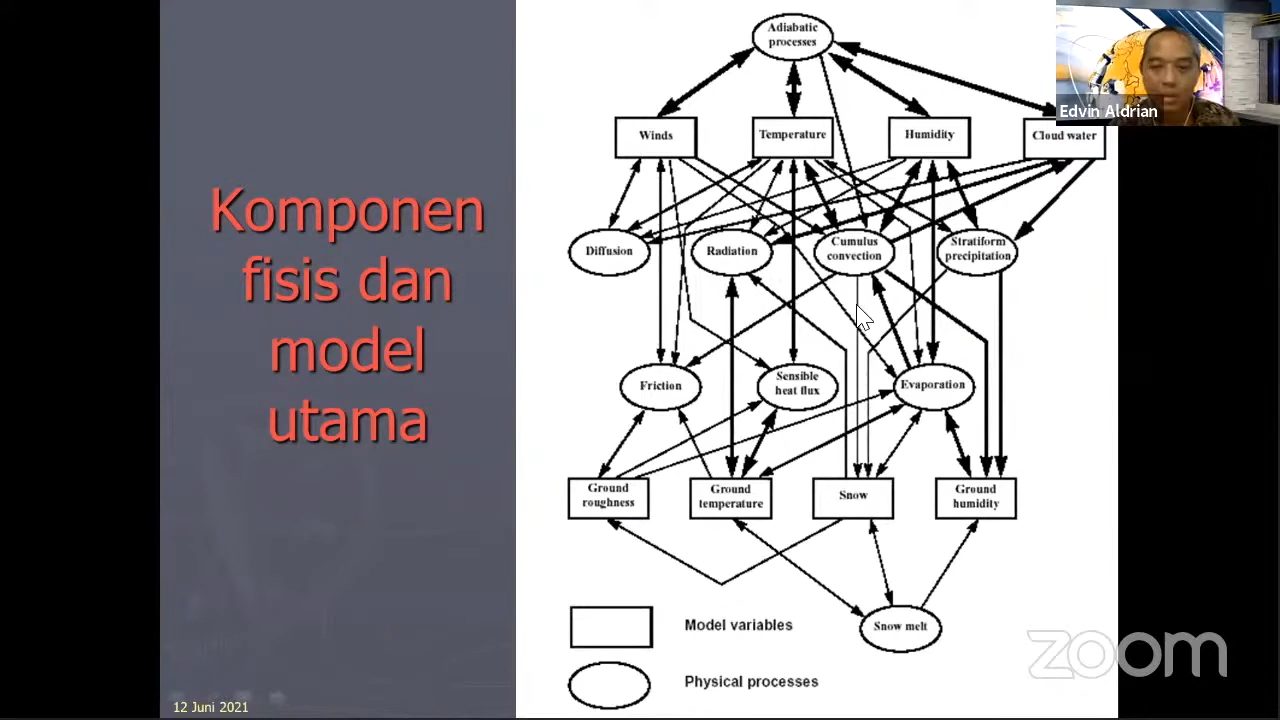 Komponen
fisis dan
model
utama
12 Juni 2021
Adiabatic
processes
Winds
Temperature
Humidity
Cloud water
Diffusion
Radiation
Cumulus
convection
Stratiform
precipitation
Friction
Sensible
heat flux
Evaporation
Ground
roughness
Ground
temperature
Snow
Ground
humidity
Snow melt
Model variables
Physical processes
Edvin Aldrian
zoom